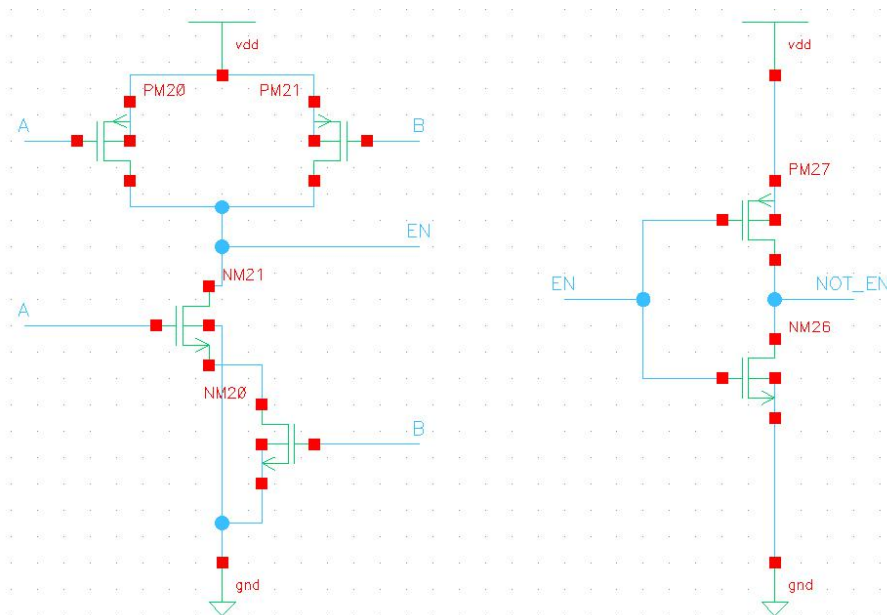 vdd
vdd
PM20
PM21
A
B
PM27
EN
NM21
EN
NOT_EN
A
NM26
NM20
B
gnd
gnd